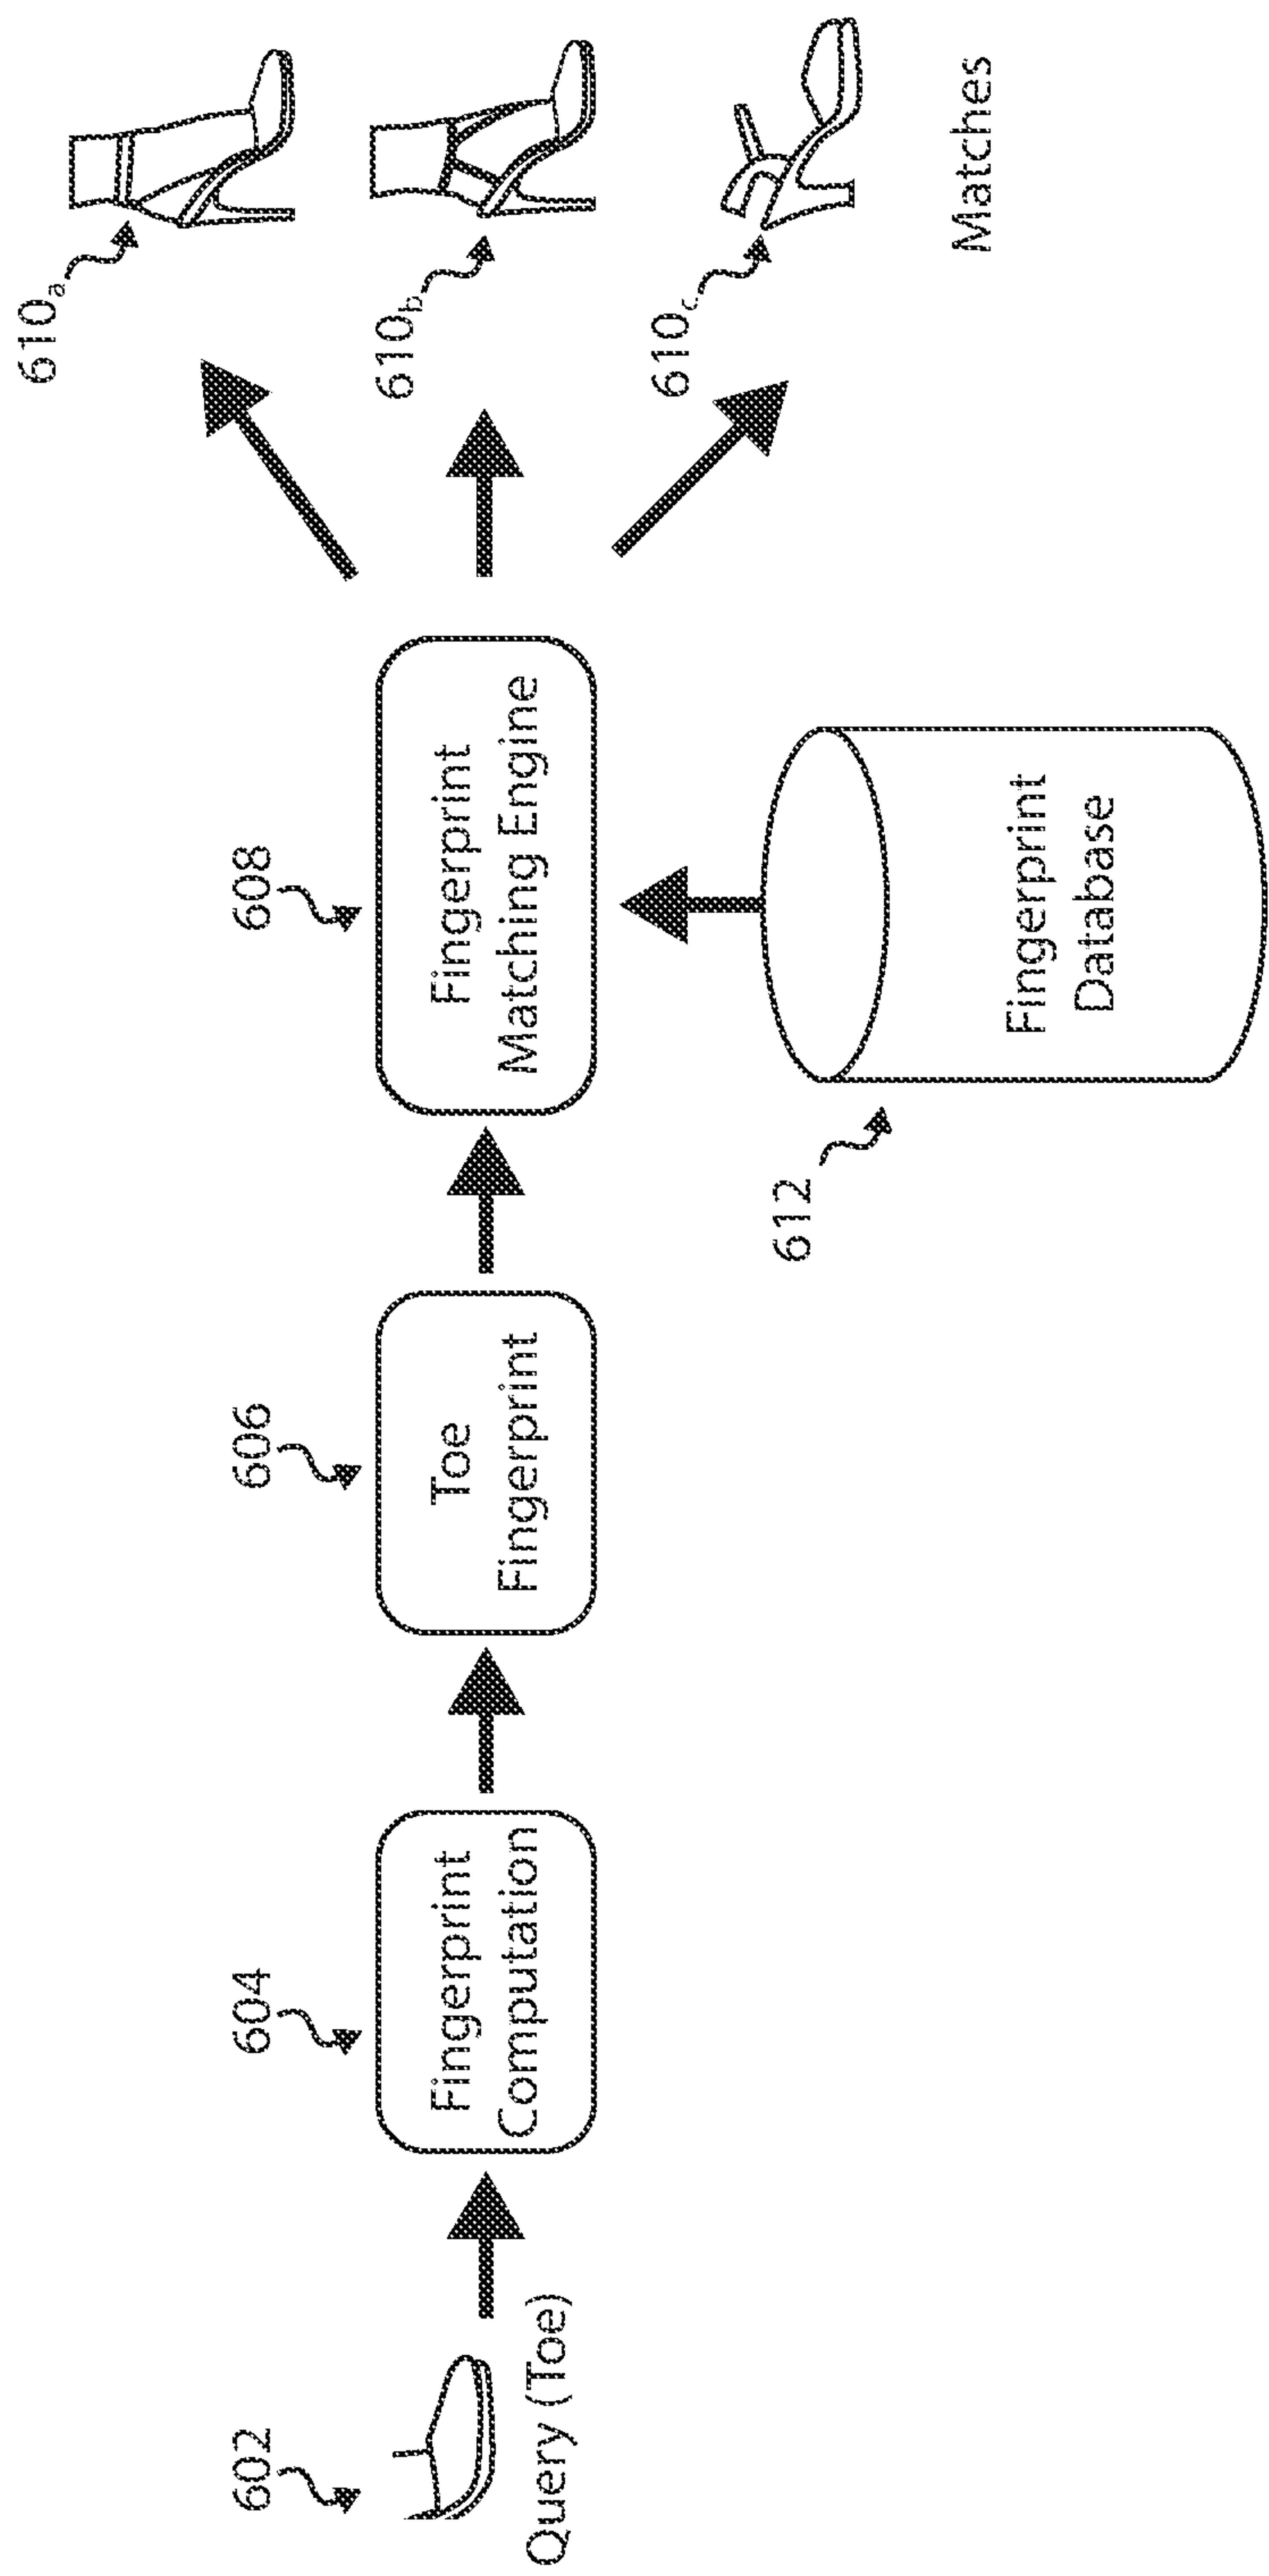 602
Query (Toe)
604
Fingerprint
Computation
606
Toe
Fingerprint
608
Fingerprint
Matching Engine
612
Fingerprint
Database
610a
610b
610c
Matches